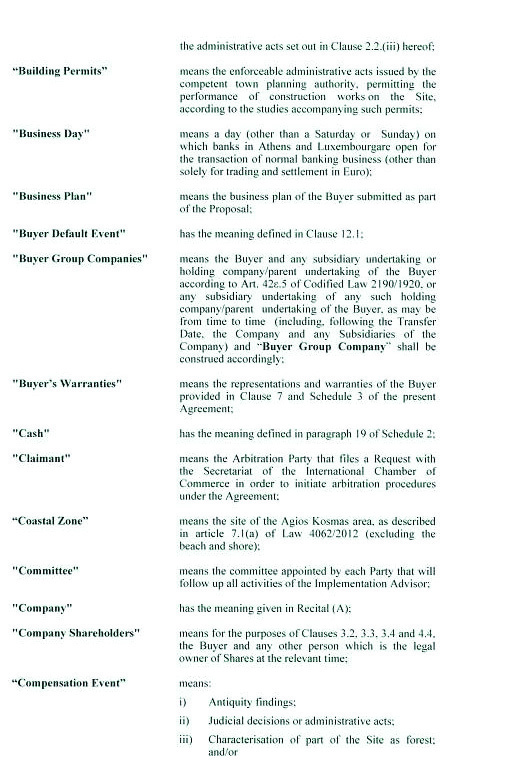 the administrative acts set out in Clause 2.2.(iii) hereof;
“Building Permits” means the enforceable administrative acts issued by the
competent town planning authority, permitting the
performance of construction works on the Site,
according to the studies accompanying such permits;
"Business Day" means a day (other than a Saturday or Sunday) on
which banks in Athens and Luxembourgare open for
the transaction of normal banking business (other than
solely for trading and settlement in Euro);
"Business Plan" means the business plan of the Buyer submitted as part
of the Proposal;
"Buyer Default Event" has the meaning defined in Clause 12.1;
"Buyer Group Companies" means the Buyer and any subsidiary undertaking or
holding company/parent undertaking of the Buyer
according to Art. 42ε.5 of Codified Law 2190/1920, or
any subsidiary undertaking of any such holding
company/parent undertaking of the Buyer, as may be
from time to time (including, following the Transfer
Date, the Company and any Subsidiaries of the
Company) and “Buyer Group Company” shall be
construed accordingly;
"Buyer’s Warranties" means the representations and warranties of the Buyer
provided in Clause 7 and Schedule 3 of the present
Agreement;
"Cash" has the meaning defined in paragraph 19 of Schedule 2;
"Claimant" means the Arbitration Party that files a Request with
the Secretariat of the International Chamber of
Commerce in order to initiate arbitration procedures
under the Agreement;
“Coastal Zone” means the site of the Agios Kosmas area, as described
in article 7.1(a) of Law 4062/2012 (excluding the
beach and shore);
"Committee" means the committee appointed by each Party that will
follow up all activities of the Implementation Advisor;
"Company" has the meaning given in Recital (A);
"Company Shareholders" means for the purposes of Clauses 3.2, 3.3, 3.4 and 4.4,
the Buyer and any other person which is the legal
owner of Shares at the relevant time;
“Compensation Event” means:
i) Antiquity findings;
ii) Judicial decisions or administrative acts;
iii) Characterisation of part of the Site as forest;
and/or